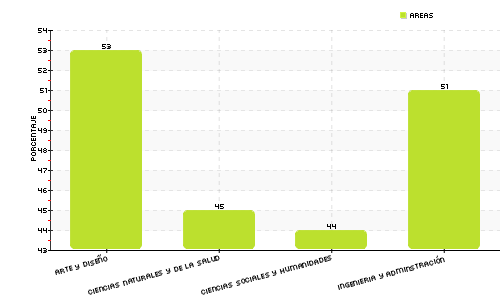 AREAS
PORCENTAJE
54
53
52
51
50
49
48
47
46
45
44
43
53
45
44
51
ARTE Y DISEÑO
CIENCIAS NATURALES Y DE LA SALUD
CIENCIAS SOCIALES Y HUMANIDADES
INGENIERIA Y ADMINSTRACIÓN